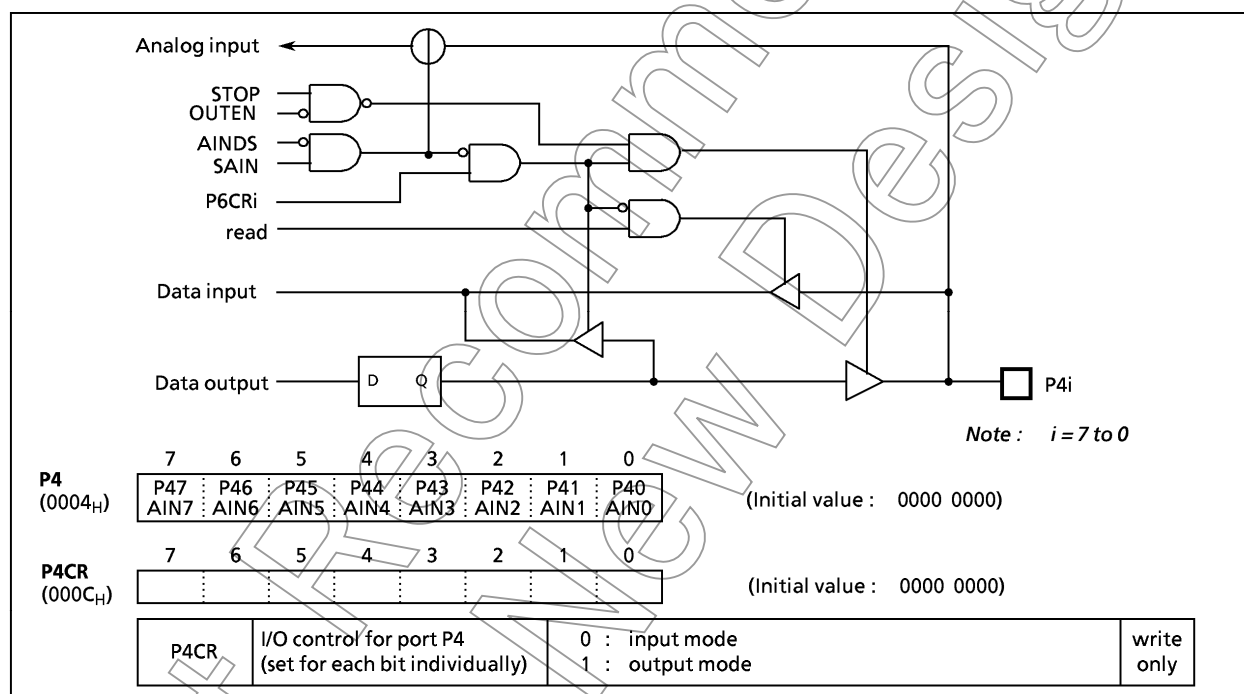 Analog input
STOP
OUTEN
AINDS
SAIN
P6CRi
read
Data input
Data output
D Q
P4i
Note : i = 7 to 0
7 6 5 4 3 2 1 0
P4
(0004H)
P47 P46 P45 P44 P43 P42 P41 P40
AIN7 AIN6 AIN5 AIN4 AIN3 AIN2 AIN1 AIN0
(Initial value : 0000 0000)
7 6 5 4 3 2 1 0
P4CR
(000CH)
(Initial value : 0000 0000)
P4CR
I/O control for port P4
(set for each bit individually)
0 : input mode
1 : output mode
write
only
Recomme
New Desig